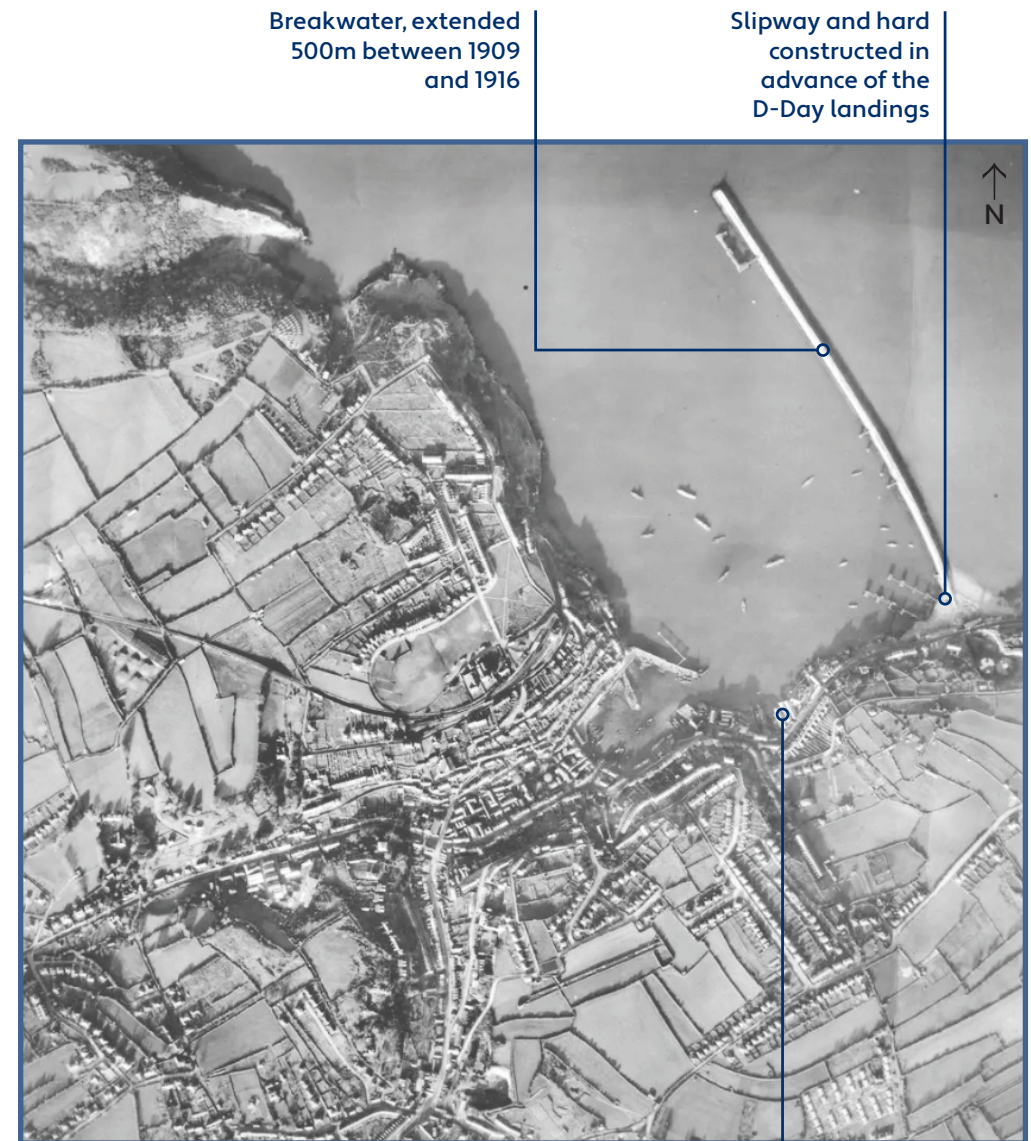 Breakwater, extended
500m between 1909
and 1916
Slipway and hard
constructed in
advance of the
D-Day landings
N